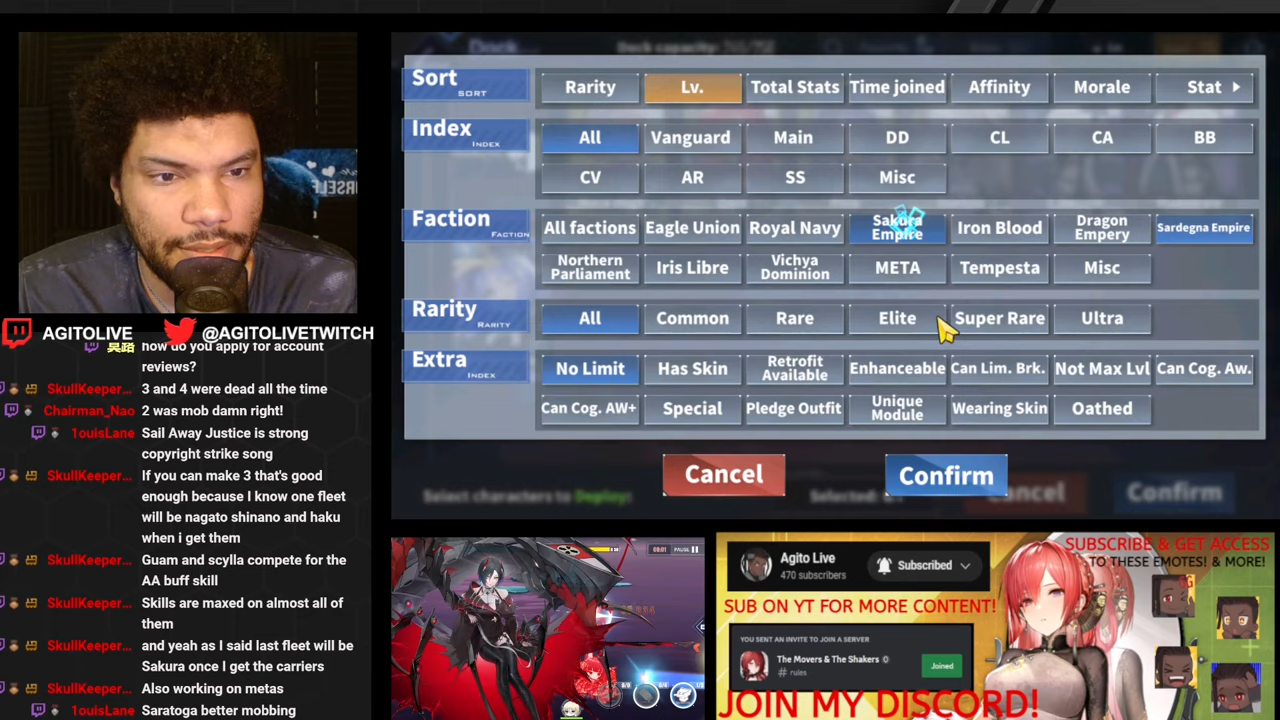 Sort
SORT
Rarity
Lv.
Total Stats
Time joined
Affinity
Morale
Stat
Index
INDEX
All
Vanguard
Main
DD
CL
CA
BB
CV
AR
SS
Misc
Faction
FACTION
All factions
Eagle Union
Royal Navy
Sakura
Empire
Iron Blood
Dragon
Empery
Sardegna Empire
Northern
Parliament
Iris Libre
Vichya
Dominion
META
Tempesta
Misc
Rarity
RARITY
All
Common
Rare
Elite
Super Rare
Ultra
Extra
INDEX
No Limit
Has Skin
Retrofit
Available
Enhanceable
Can Lim. Brk.
Not Max Lvl
Can Cog. Aw.
Can Cog. AW+
Special
Pledge Outfit
Unique
Module
Wearing Skin
Oathed
Cancel
Confirm
Select characters to Deploy:
Selected:
Cancel
Confirm
AGITOLIVE
@AGITOLIVETWITCH
how do you apply for account
reviews?
SkullKeeper... 3 and 4 were dead all the time
Chairman_Nao 2 was mob damn right!
1ouisLane Sail Away Justice is strong
copyright strike song
SkullKeeper... If you can make 3 that's good
enough because I know one fleet
will be nagato shinano and haku
when i get them
SkullKeeper... Guam and scylla compete for the
AA buff skill
SkullKeeper... Skills are maxed on almost all of
them
SkullKeeper... and yeah as I said last fleet will be
Sakura once I get the carriers
SkullKeeper... Also working on metas
1ouisLane Saratoga better mobbing
PAUSE
Agito Live
470 subscribers
Subscribed
SUB ON YT FOR MORE CONTENT!
YOU SENT AN INVITE TO JOIN A SERVER
The Movers & The Shakers
# rules
Joined
JOIN MY DISCORD!
SUBSCRIBE & GET ACCESS
TO THESE EMOTES! & MORE!